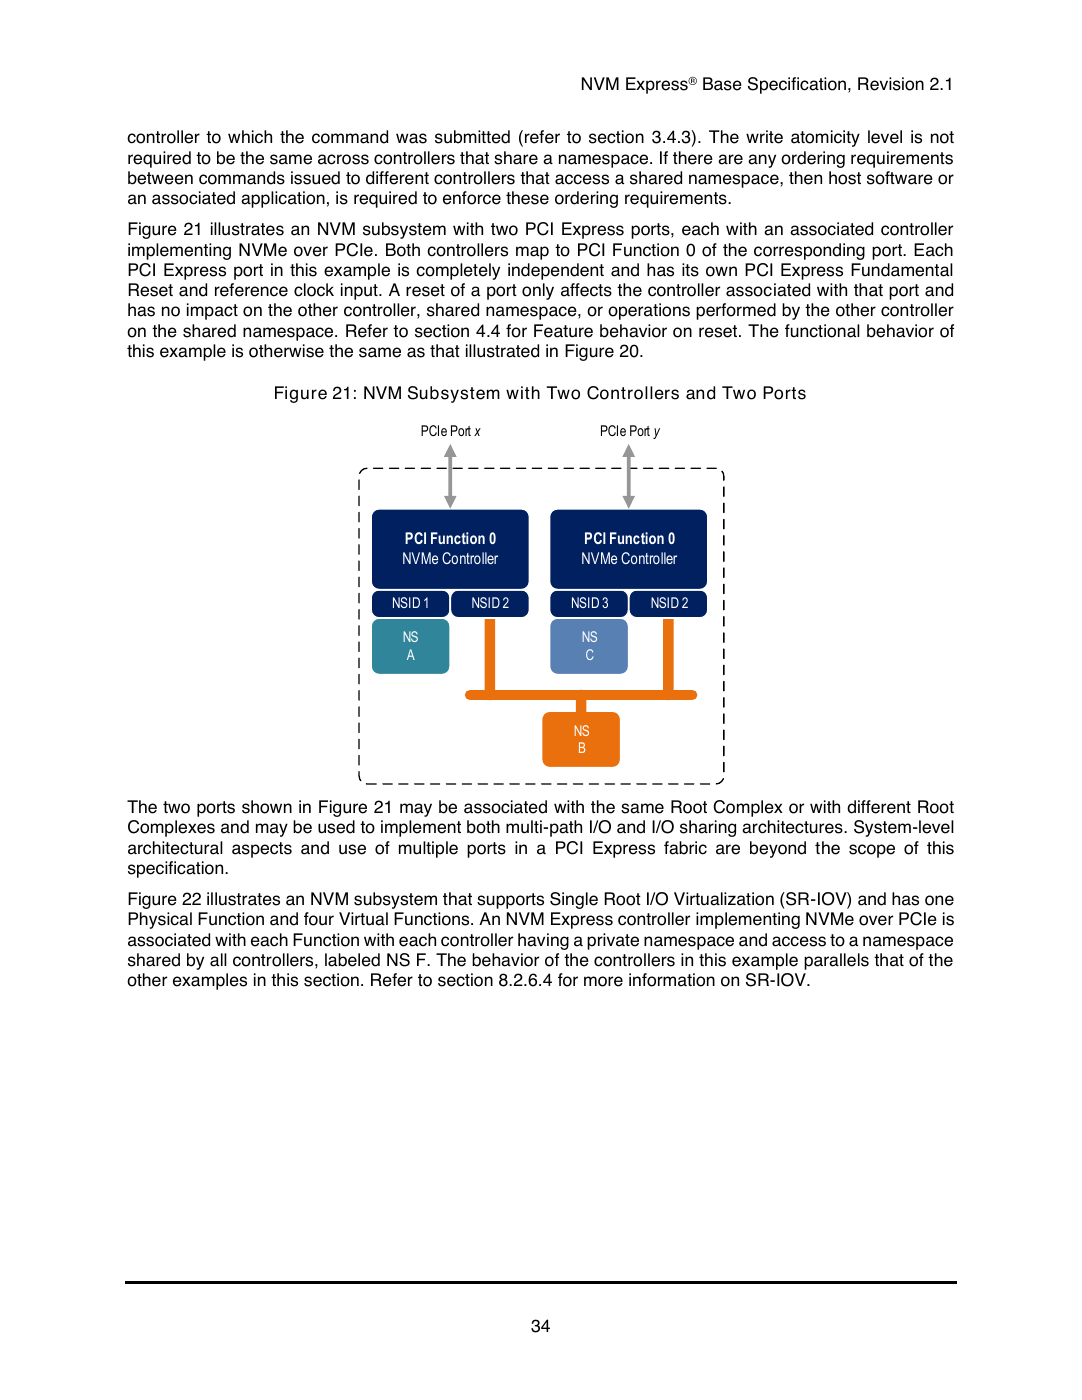 NVM Express® Base Specification, Revision 2.1
controller to which the command was submitted (refer to section 3.4.3). The write atomicity level is not
required to be the same across controllers that share a namespace. If there are any ordering requirements
between commands issued to different controllers that access a shared namespace, then host software or
an associated application, is required to enforce these ordering requirements.
Figure 21 illustrates an NVM subsystem with two PCI Express ports, each with an associated controller
implementing NVMe over PCIe. Both controllers map to PCI Function 0 of the corresponding port. Each
PCI Express port in this example is completely independent and has its own PCI Express Fundamental
Reset and reference clock input. A reset of a port only affects the controller associated with that port and
has no impact on the other controller, shared namespace, or operations performed by the other controller
on the shared namespace. Refer to section 4.4 for Feature behavior on reset. The functional behavior of
this example is otherwise the same as that illustrated in Figure 20.
Figure 21: NVM Subsystem with Two Controllers and Two Ports
PCIe Port x PCIe Port y
PCI Function 0 PCI Function 0
NVMe Controller NVMe Controller
NSID 1 NSID 2 NSID 3 NSID 2
NS NS
A C
NS
B
The two ports shown in Figure 21 may be associated with the same Root Complex or with different Root
Complexes and may be used to implement both multi-path I/O and I/O sharing architectures. System-level
architectural aspects and use of multiple ports in a PCI Express fabric are beyond the scope of this
specification.
Figure 22 illustrates an NVM subsystem that supports Single Root I/O Virtualization (SR-IOV) and has one
Physical Function and four Virtual Functions. An NVM Express controller implementing NVMe over PCIe is
associated with each Function with each controller having a private namespace and access to a namespace
shared by all controllers, labeled NS F. The behavior of the controllers in this example parallels that of the
other examples in this section. Refer to section 8.2.6.4 for more information on SR-IOV.
34